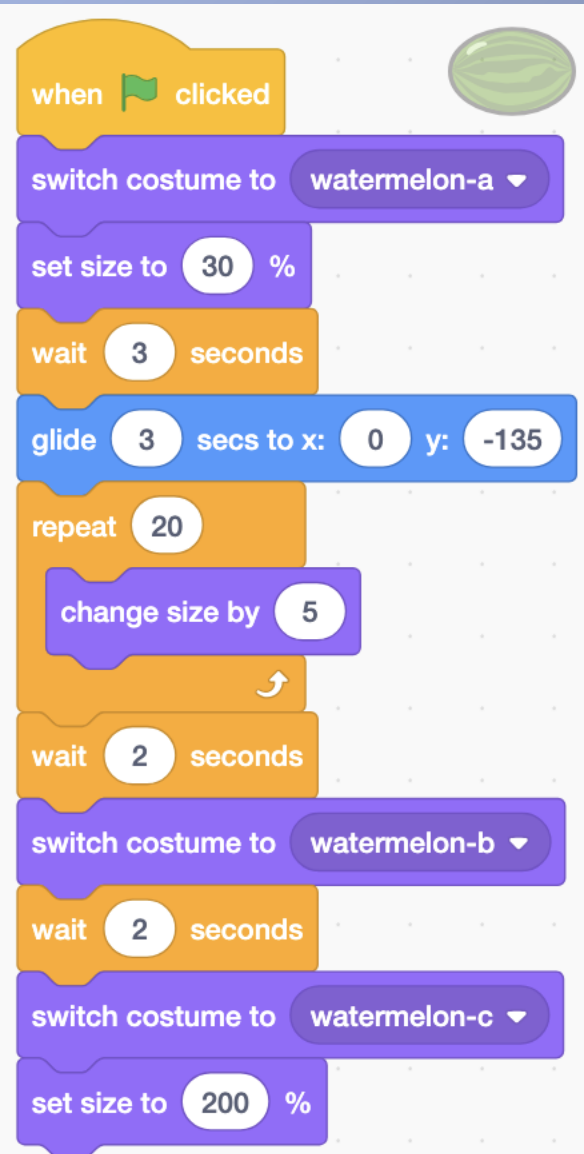 when clicked
switch costume to watermelon-a
set size to 30 %
wait 3 seconds
glide 3 secs to x: 0 y: -135
repeat 20
change size by 5
wait 2 seconds
switch costume to watermelon-b
wait 2 seconds
switch costume to watermelon-c
set size to 200 %